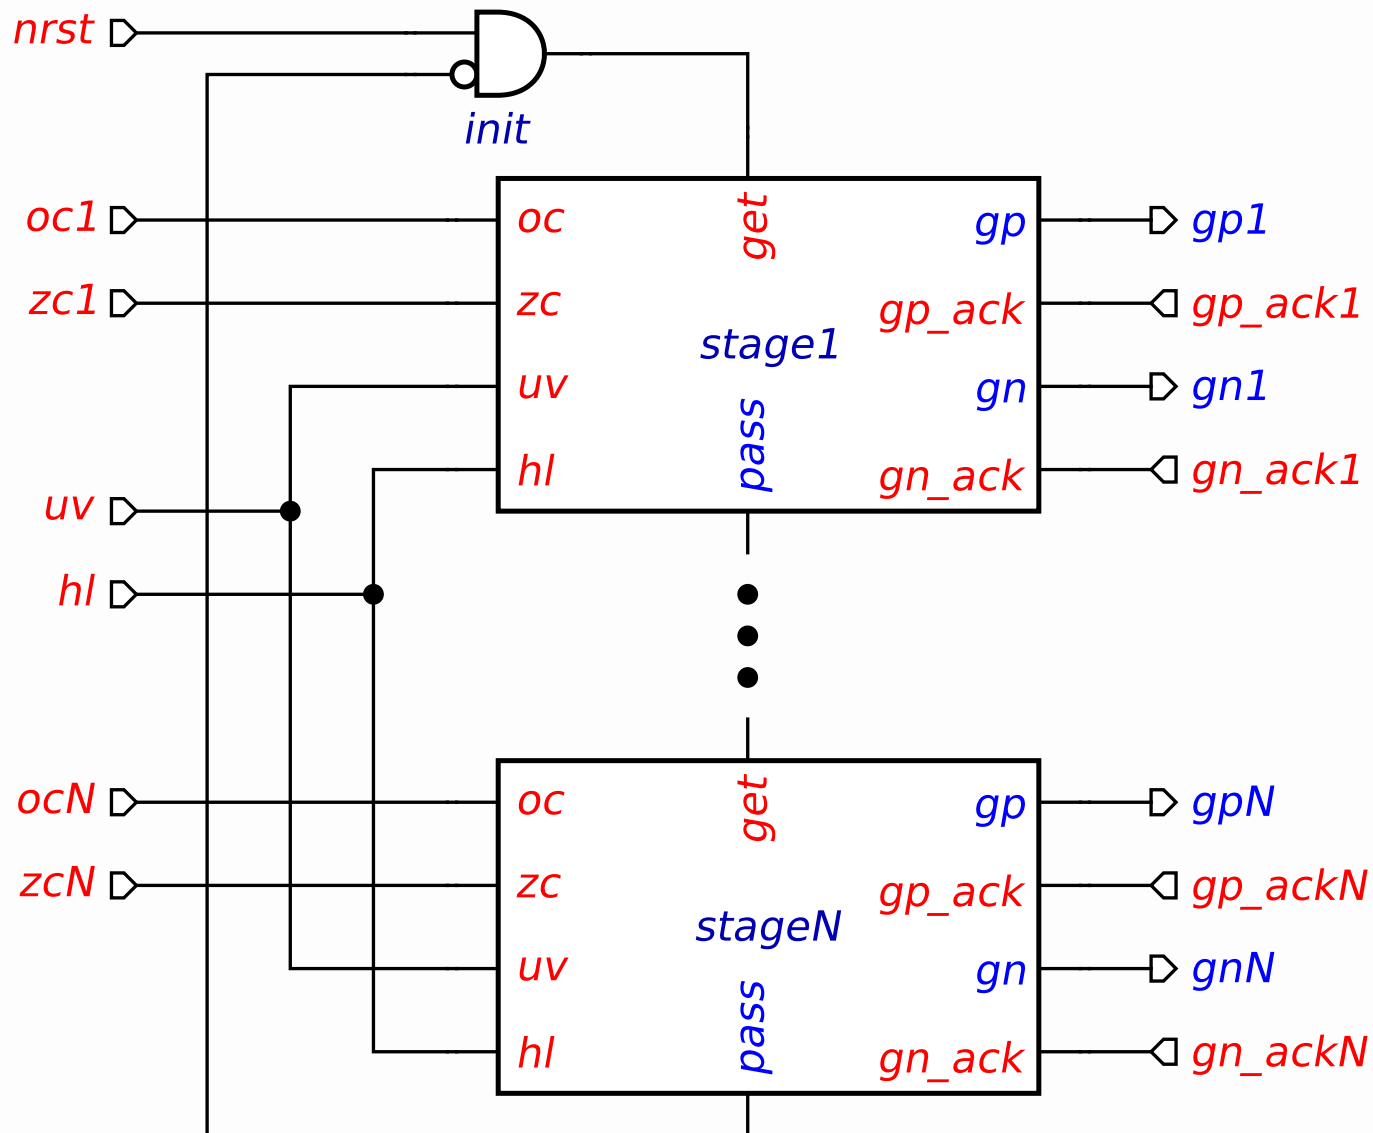 nrst
init
oc1
oc
get
gp
gp1
zc1
zc
gp_ack
gp_ack1
stage1
uv
pass
gn
gn1
hl
gn_ack
gn_ack1
uv
hl
ocN
oc
get
gp
gpN
zcN
zc
gp_ack
gp_ackN
stageN
uv
pass
gn
gnN
hl
gn_ack
gn_ackN